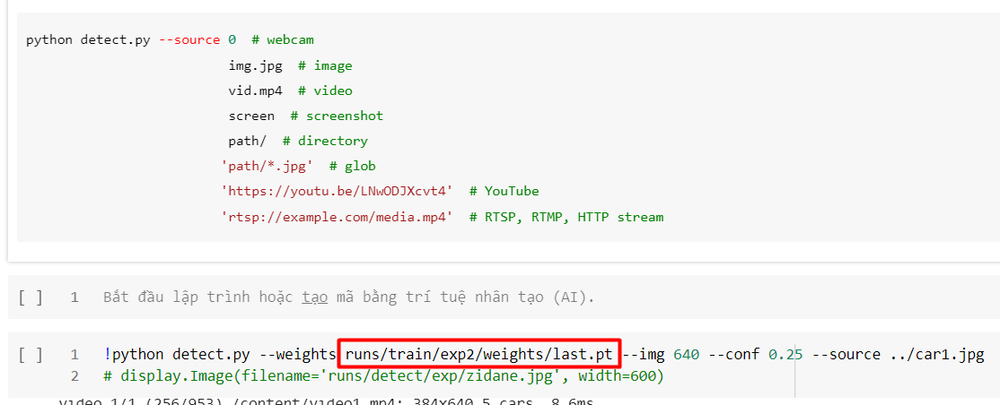 python detect.py --source 0  # webcam
img.jpg  # image
vid.mp4  # video
screen  # screenshot
path/  # directory
'path/*.jpg'  # glob
'https://youtu.be/LNwODJXcvt4'  # YouTube
'rtsp://example.com/media.mp4'  # RTSP, RTMP, HTTP stream
[ ] 1 Bắt đầu lập trình hoặc tạo mã bằng trí tuệ nhân tạo (AI).
[ ] 1 !python detect.py --weights runs/train/exp2/weights/last.pt --img 640 --conf 0.25 --source ../car1.jpg
2 # display.Image(filename='runs/detect/exp/zidane.jpg', width=600)
video 1/1 (256/953) /content/video1.mp4: 384x640 5 cars, 8.6ms